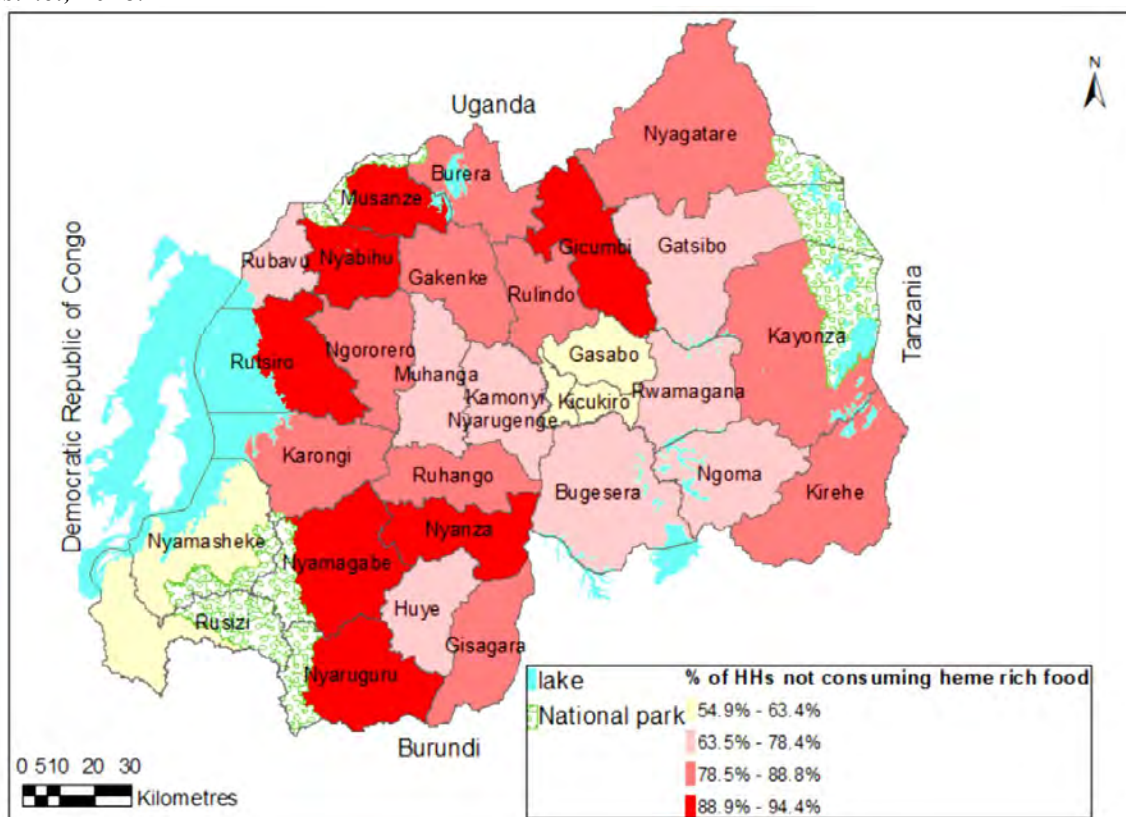 N
Uganda
Nyagatare
Burera
Musanze
Gicumbi
Gatsibo
Rubavu
Nyabihu
Gakenke
Rulindo
Democratic Republic of Congo
Tanzania
Kayonza
Rutsiro
Ngororero
Gasabo
Muhanga
Kamonyi
Kicukiro
Rwamagana
Nyarugenge
Karongi
Ruhango
Ngoma
Bugesera
Kirehe
Nyamasheke
Nyanza
Nyamagabe
Huye
Rusizi
Gisagara
Nyaruguru
Burundi
lake
National park
% of HHs not consuming heme rich food
54.9% - 63.4%
63.5% - 78.4%
78.5% - 88.8%
88.9% - 94.4%
0 510 20 30
Kilometres